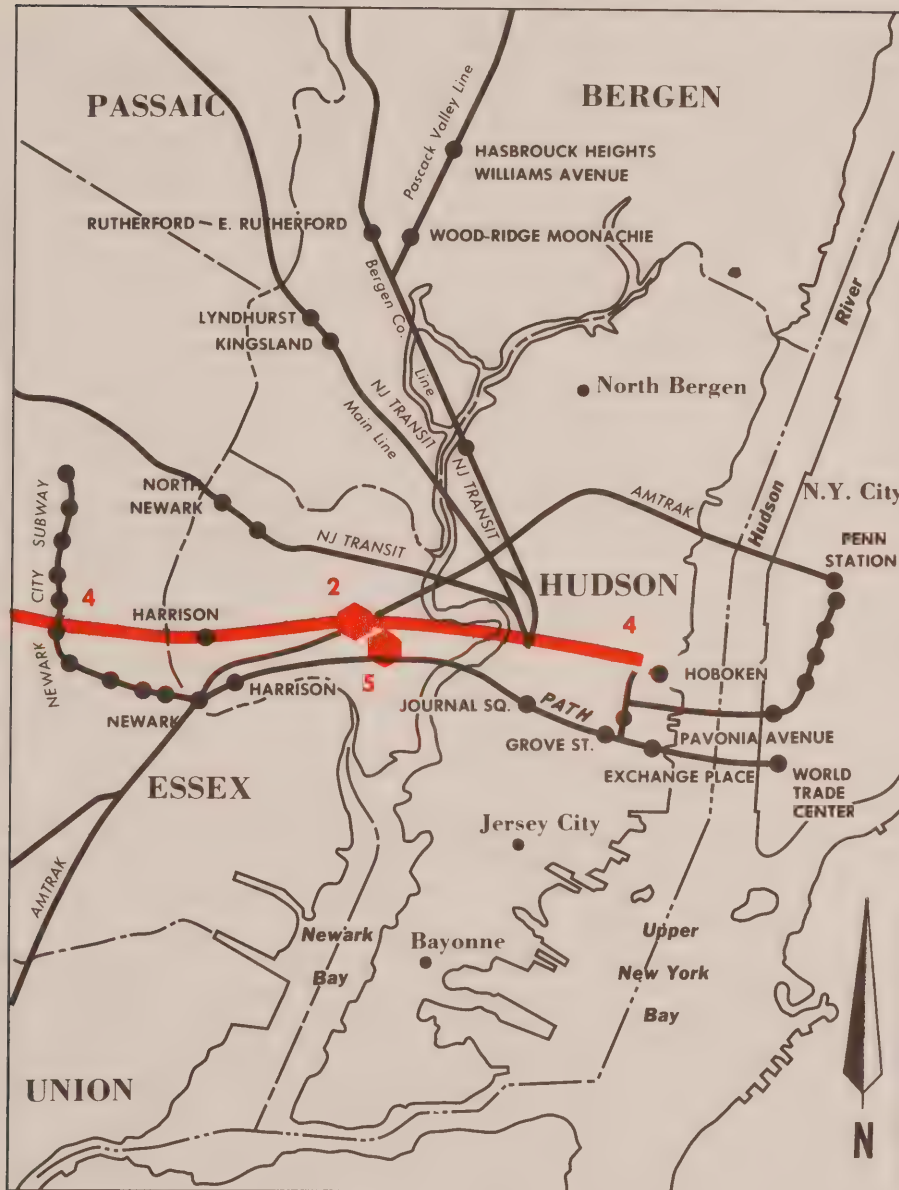 PASSAIC
BERGEN
Pascack Valley Line
HASBROUCK HEIGHTS
WILLIAMS AVENUE
RUTHERFORD – E. RUTHERFORD
WOOD-RIDGE MOONACHIE
Bergen Co.
Line
River
LYNDHURST
KINGSLAND
NJ TRANSIT
Main Line
North Bergen
NJ TRANSIT
AMTRAK
Hudson
N.Y. City
PENN
STATION
NORTH
NEWARK
NJ TRANSIT
NEWARK CITY SUBWAY
HUDSON
4
HARRISON
2
4
5
HARRISON
NEWARK
HOBOKEN
JOURNAL SQ.
PATH
GROVE ST.
PAVONIA AVENUE
EXCHANGE PLACE
WORLD
TRADE
CENTER
ESSEX
AMTRAK
Jersey City
Newark
Bay
Bayonne
Upper
New York
Bay
UNION
N